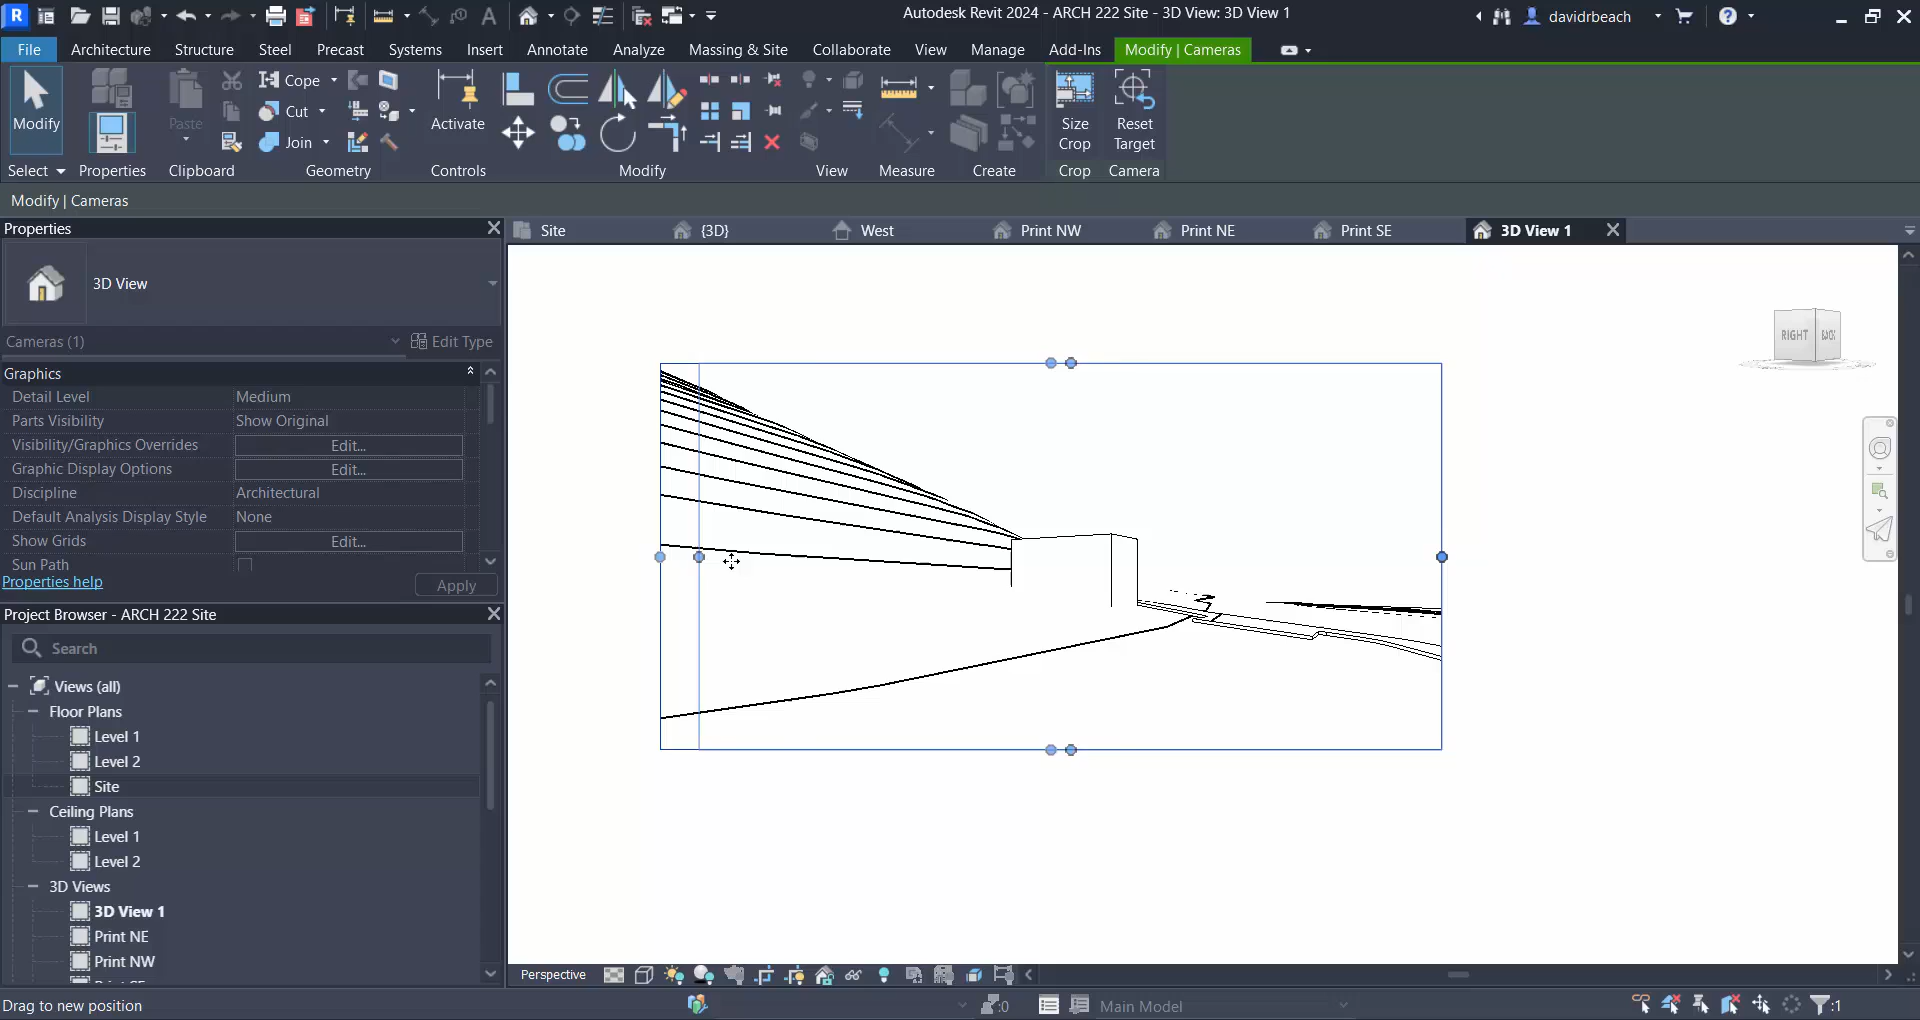 Autodesk Revit 2024 - ARCH 222 Site - 3D View: 3D View 1
davidrbeach
File Architecture Structure Steel Precast Systems Insert Annotate Analyze Massing & Site Collaborate View Manage Add-Ins Modify | Cameras
Modify
Paste
Cope
Cut
Join
Activate
Size Crop
Reset Target
Select Properties Clipboard Geometry Controls Modify View Measure Create Crop Camera
Modify | Cameras
Properties
Site {3D} West Print NW Print NE Print SE 3D View 1
3D View
Cameras (1) Edit Type
Graphics
Detail Level Medium
Parts Visibility Show Original
Visibility/Graphics Overrides Edit...
Graphic Display Options Edit...
Discipline Architectural
Default Analysis Display Style None
Show Grids Edit...
Sun Path
Properties help Apply
Project Browser - ARCH 222 Site
Search
Views (all)
Floor Plans
Level 1
Level 2
Site
Ceiling Plans
Level 1
Level 2
3D Views
3D View 1
Print NE
Print NW
RIGHT BACK
Perspective
Drag to new position
:0
Main Model
:1